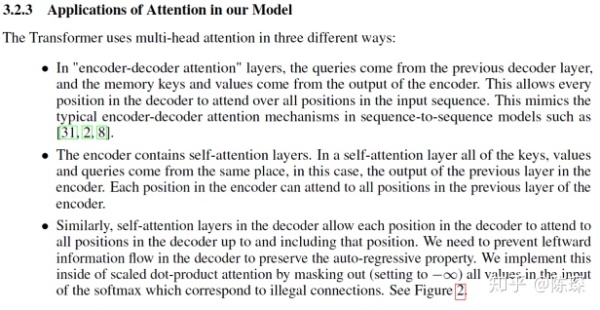 3.2.3 Applications of Attention in our Model
The Transformer uses multi-head attention in three different ways:
• In "encoder-decoder attention" layers, the queries come from the previous decoder layer,
and the memory keys and values come from the output of the encoder. This allows every
position in the decoder to attend over all positions in the input sequence. This mimics the
typical encoder-decoder attention mechanisms in sequence-to-sequence models such as
[31, 2, 8].
• The encoder contains self-attention layers. In a self-attention layer all of the keys, values
and queries come from the same place, in this case, the output of the previous layer in the
encoder. Each position in the encoder can attend to all positions in the previous layer of the
encoder.
• Similarly, self-attention layers in the decoder allow each position in the decoder to attend to
all positions in the decoder up to and including that position. We need to prevent leftward
information flow in the decoder to preserve the auto-regressive property. We implement this
inside of scaled dot-product attention by masking out (setting to −∞) all values in the input
of the softmax which correspond to illegal connections. See Figure 2.
知乎 @陈琛